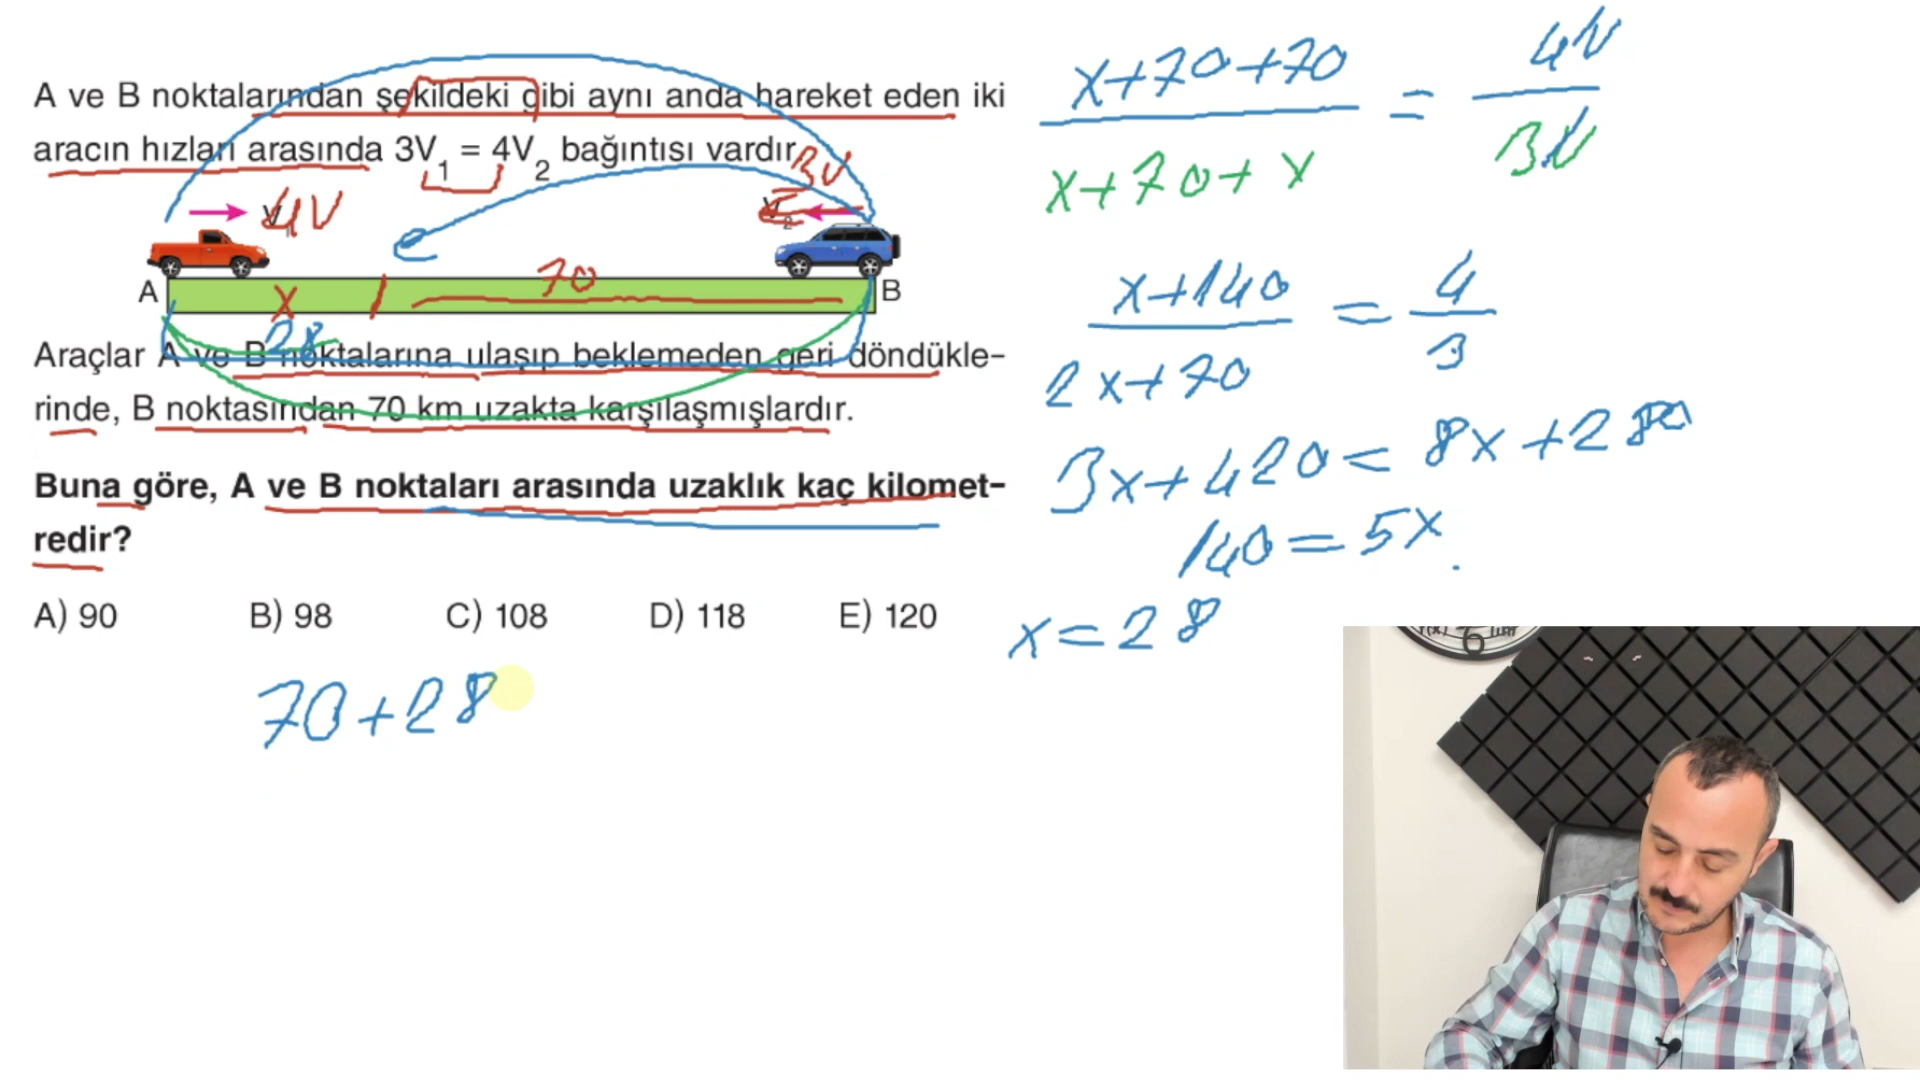 A ve B noktalarından şekildeki gibi aynı anda hareket eden iki
aracın hızları arasında 3V1 = 4V2 bağıntısı vardır.
3V
4V
V2
70
A
x
B
28
Araçlar A ve B noktalarına ulaşıp beklemeden geri döndükle-
rinde, B noktasından 70 km uzakta karşılaşmışlardır.
Buna göre, A ve B noktaları arasında uzaklık kaç kilomet-
redir?
A) 90 B) 98 C) 108 D) 118 E) 120
70+28
x+70+70 = 4V
x+70+x 3V
x+140 = 4
2x+70 3
3x+420 = 8x+280
140 = 5x
x=28
6